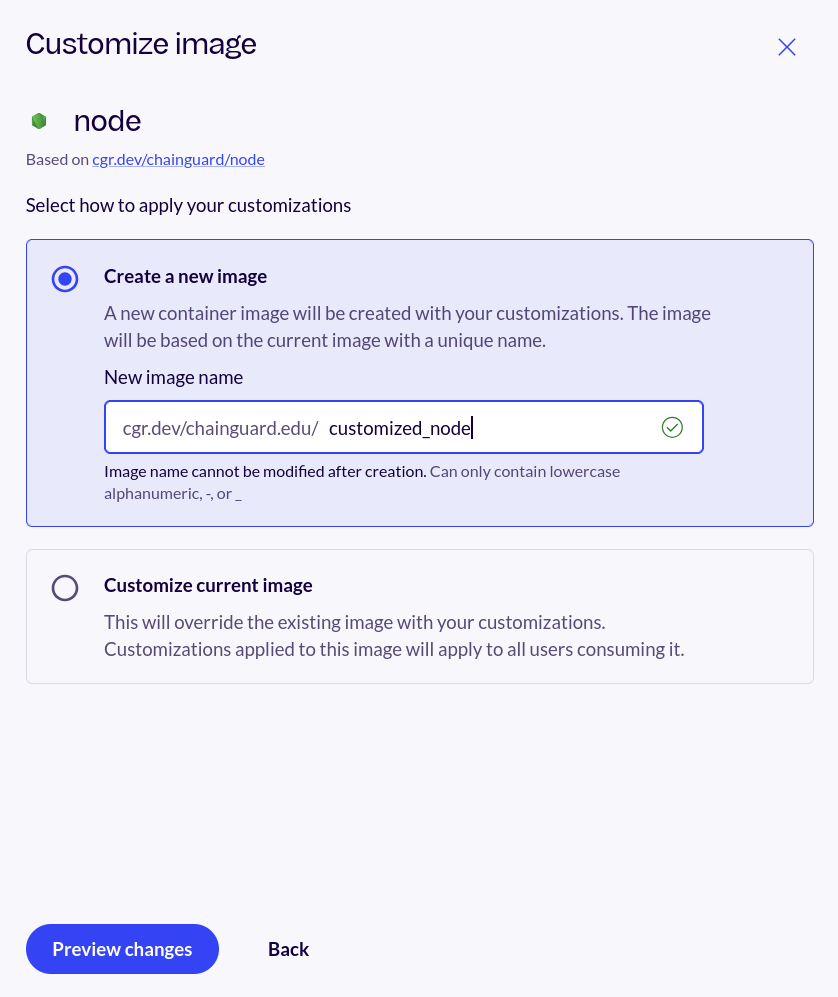 Customize image
node
Based on cgr.dev/chainguard/node
Select how to apply your customizations
Create a new image
A new container image will be created with your customizations. The image
will be based on the current image with a unique name.
New image name
cgr.dev/chainguard.edu/ customized_node
Image name cannot be modified after creation. Can only contain lowercase
alphanumeric, -, or _
Customize current image
This will override the existing image with your customizations.
Customizations applied to this image will apply to all users consuming it.
Preview changes Back